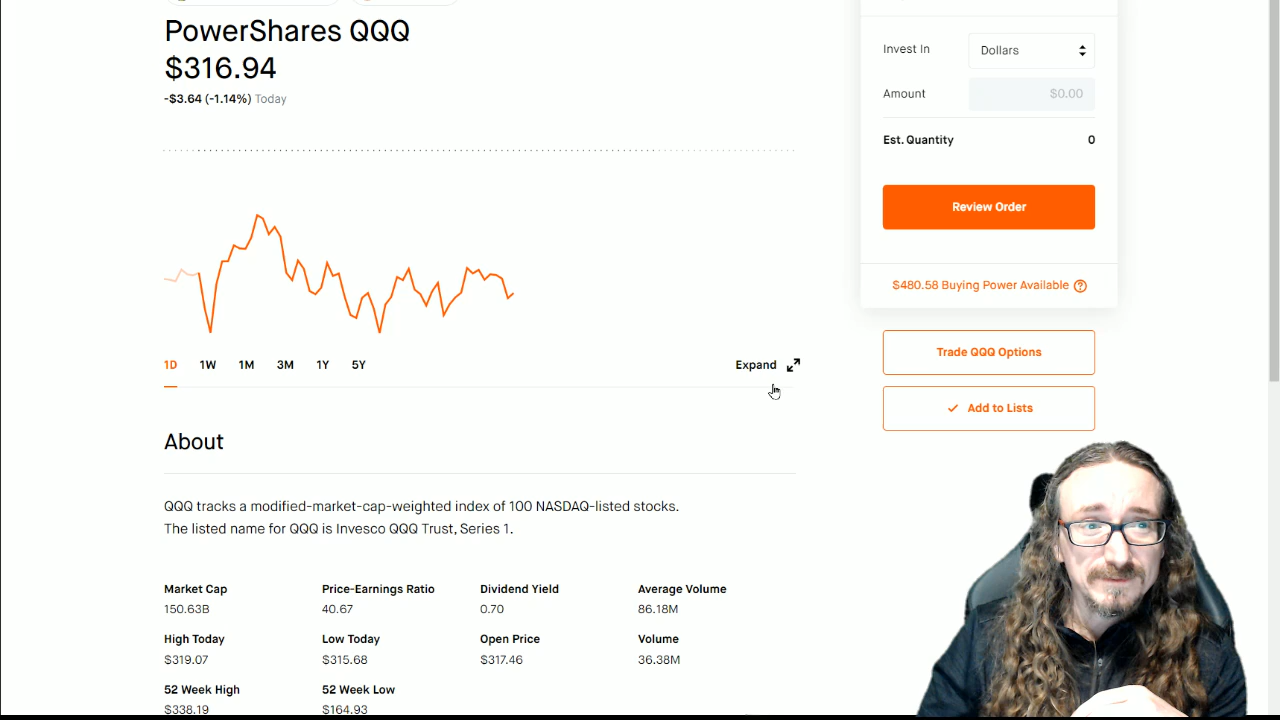 PowerShares QQQ
$316.94
-$3.64 (-1.14%) Today
1D 1W 1M 3M 1Y 5Y Expand
About
QQQ tracks a modified-market-cap-weighted index of 100 NASDAQ-listed stocks.
The listed name for QQQ is Invesco QQQ Trust, Series 1.
Market Cap Price-Earnings Ratio Dividend Yield Average Volume
150.63B 40.67 0.70 86.18M
High Today Low Today Open Price Volume
$319.07 $315.68 $317.46 36.38M
52 Week High 52 Week Low
$338.19 $164.93
Invest In Dollars
Amount $0.00
Est. Quantity 0
Review Order
$480.58 Buying Power Available ?
Trade QQQ Options
Add to Lists